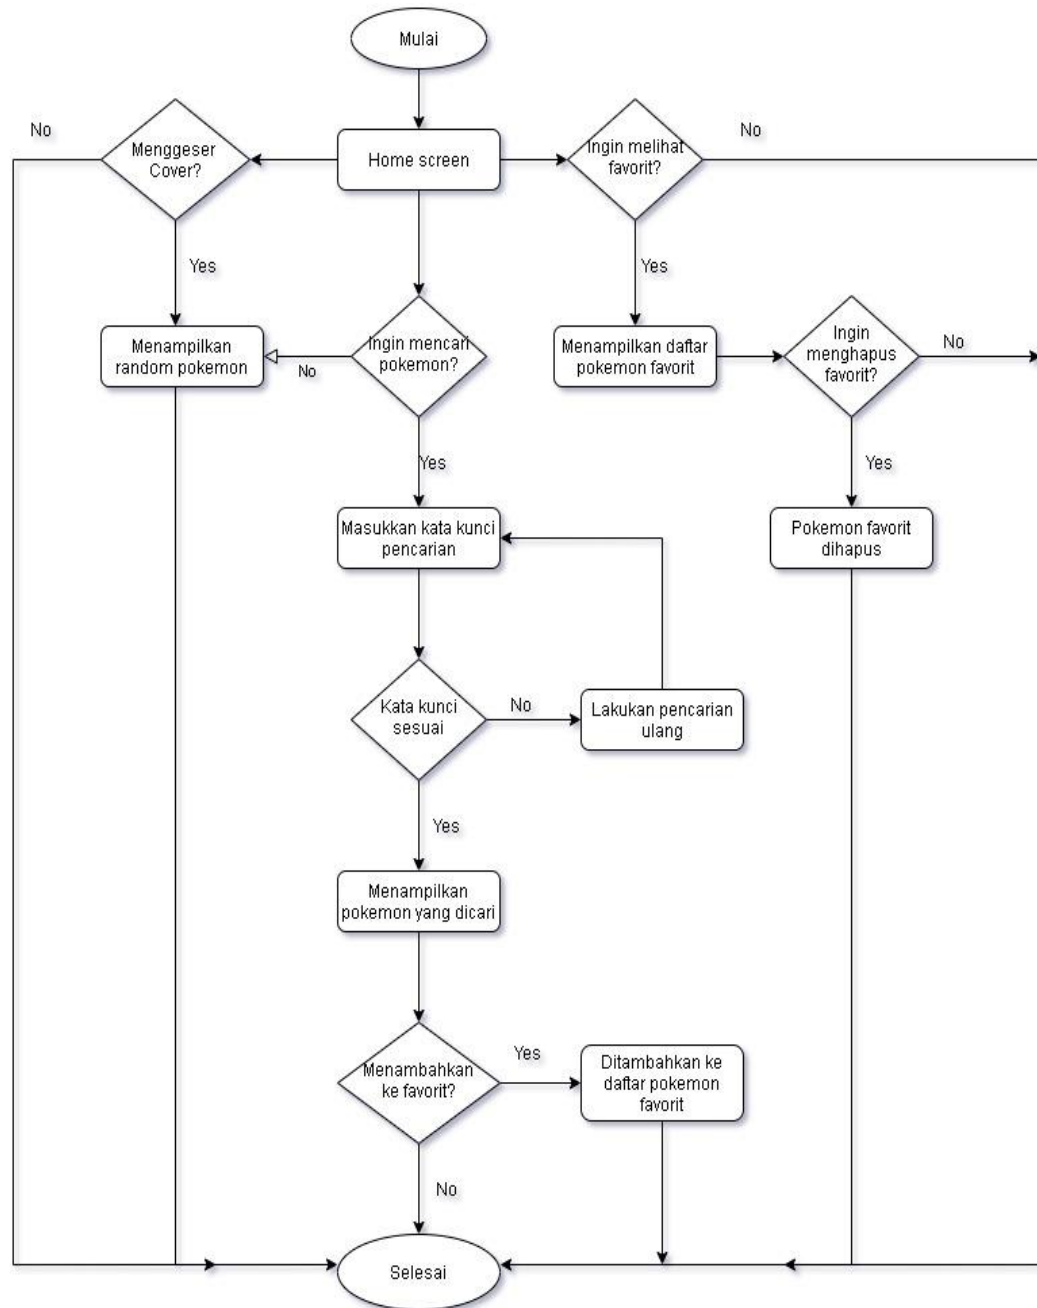 Mulai
No
Menggeser
Cover?
Home screen
Ingin melihat
favorit?
No
Yes
Yes
Menampilkan
random pokemon
No
Ingin mencari
pokemon?
Menampilkan daftar
pokemon favorit
Ingin
menghapus
favorit?
No
Yes
Yes
Masukkan kata kunci
pencarian
Pokemon favorit
dihapus
Kata kunci
sesuai
No
Lakukan pencarian
ulang
Yes
Menampilkan
pokemon yang dicari
Menambahkan
ke favorit?
Yes
Ditambahkan ke
daftar pokemon
favorit
No
Selesai